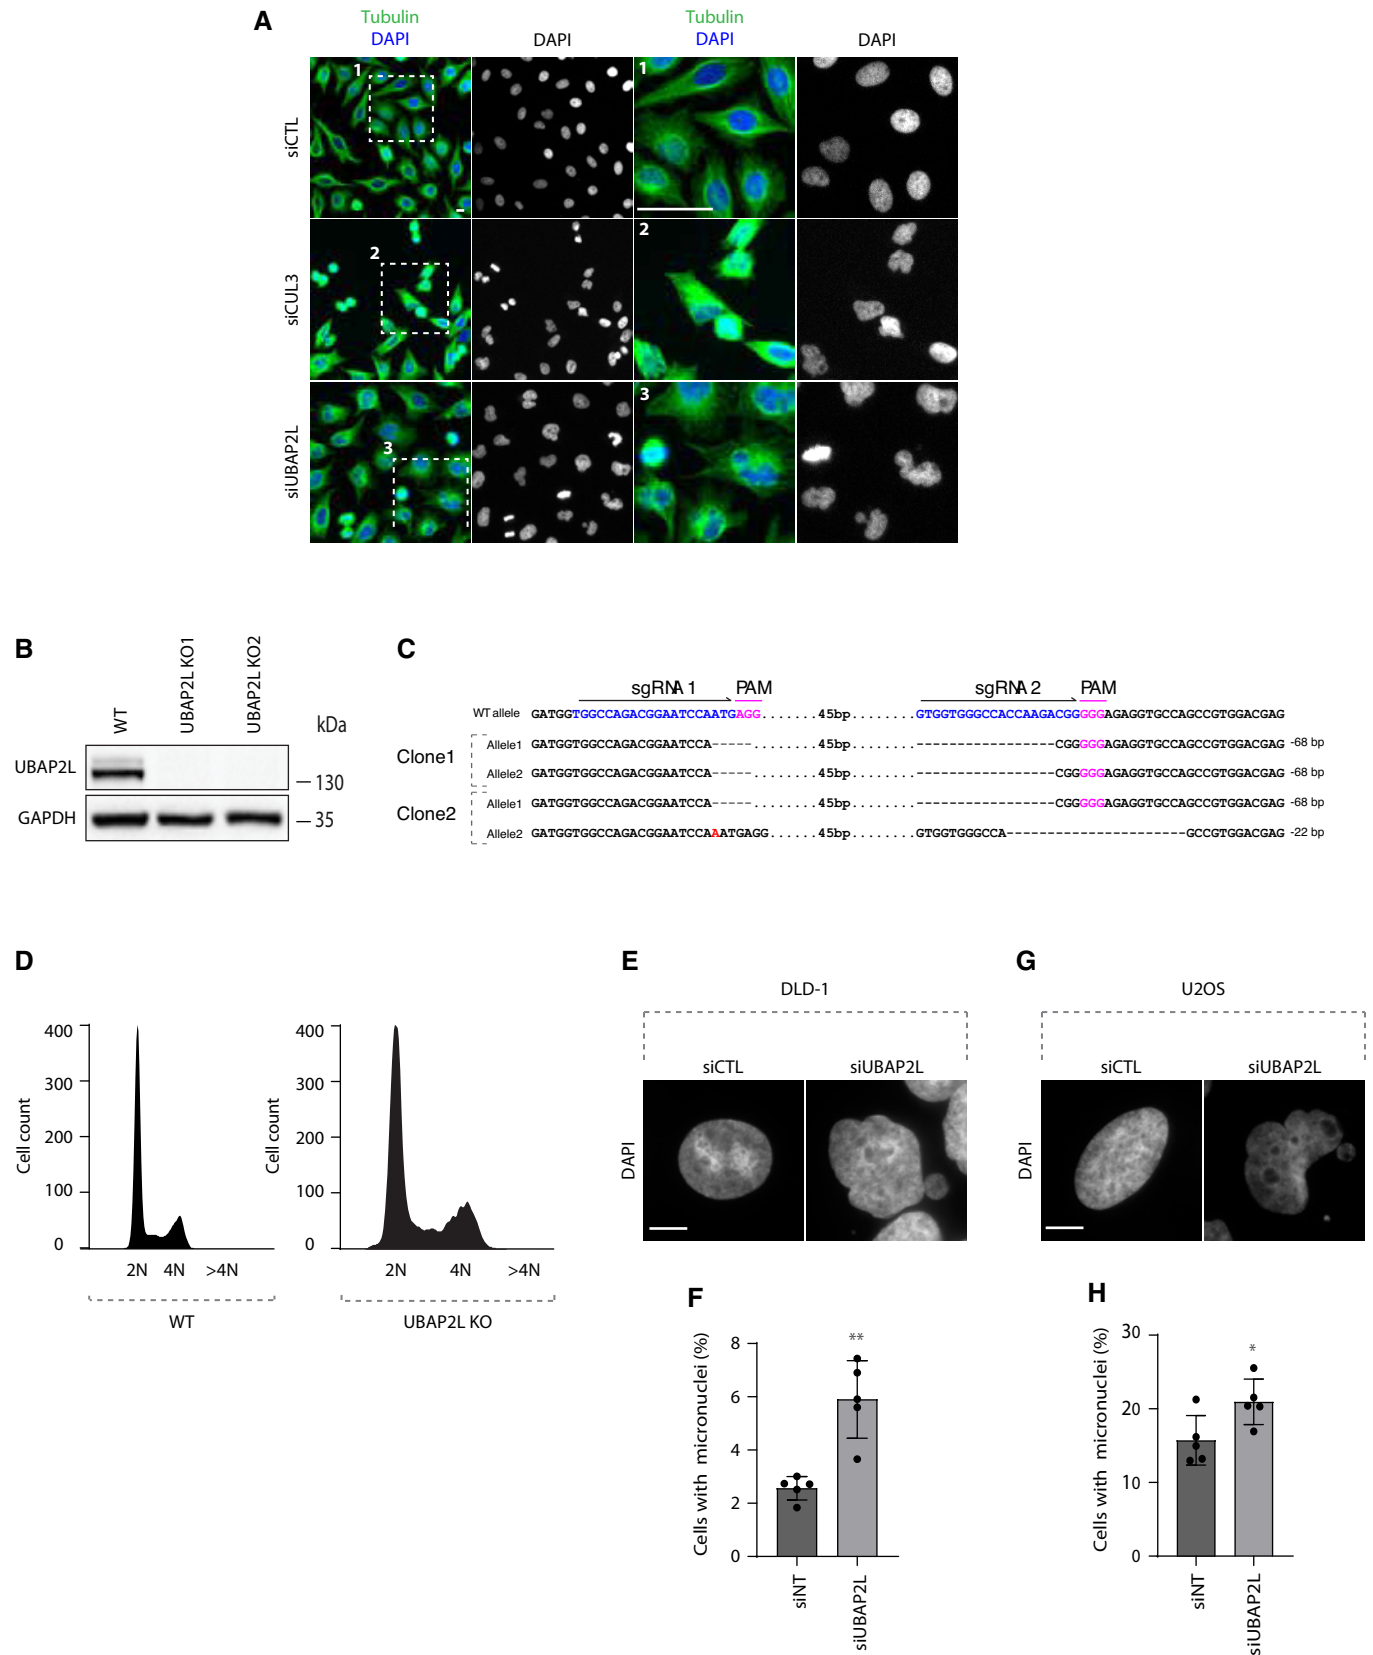 A
Tubulin
DAPI
DAPI
Tubulin
DAPI
DAPI
siCTL
1
1
siCUL3
2
2
siUBAP2L
3
3
B
WT
UBAP2L KO1
UBAP2L KO2
kDa
UBAP2L
130
GAPDH
35
C
sgRNA 1
PAM
sgRNA 2
PAM
WT allele GATGGTGGCCAGACGGAATCCAATGAGG.......45bp........GTGGTGGGCCACCAAGACGGGGGAGAGGTGCCAGCCGTGGACGAG
Clone1
Allele1 GATGGTGGCCAGACGGAATCCA-----........45bp........-----------------CGGGGGAGAGGTGCCAGCCGTGGACGAG -68 bp
Allele2 GATGGTGGCCAGACGGAATCCA-----........45bp........-----------------CGGGGGAGAGGTGCCAGCCGTGGACGAG -68 bp
Clone2
Allele1 GATGGTGGCCAGACGGAATCCA-----........45bp........-----------------CGGGGGAGAGGTGCCAGCCGTGGACGAG -68 bp
Allele2 GATGGTGGCCAGACGGAATCCAAATGAGG......45bp........GTGGTGGGCCA----------------------GCCGTGGACGAG -22 bp
D
Cell count
400
300
200
100
0
2N
4N
>4N
WT
Cell count
400
300
200
100
0
2N
4N
>4N
UBAP2L KO
E
DLD-1
siCTL
siUBAP2L
DAPI
G
U2OS
siCTL
siUBAP2L
DAPI
F
Cells with micronuclei (%)
8
6
4
2
0
**
siNT
siUBAP2L
H
Cells with micronuclei (%)
30
20
10
0
*
siNT
siUBAP2L